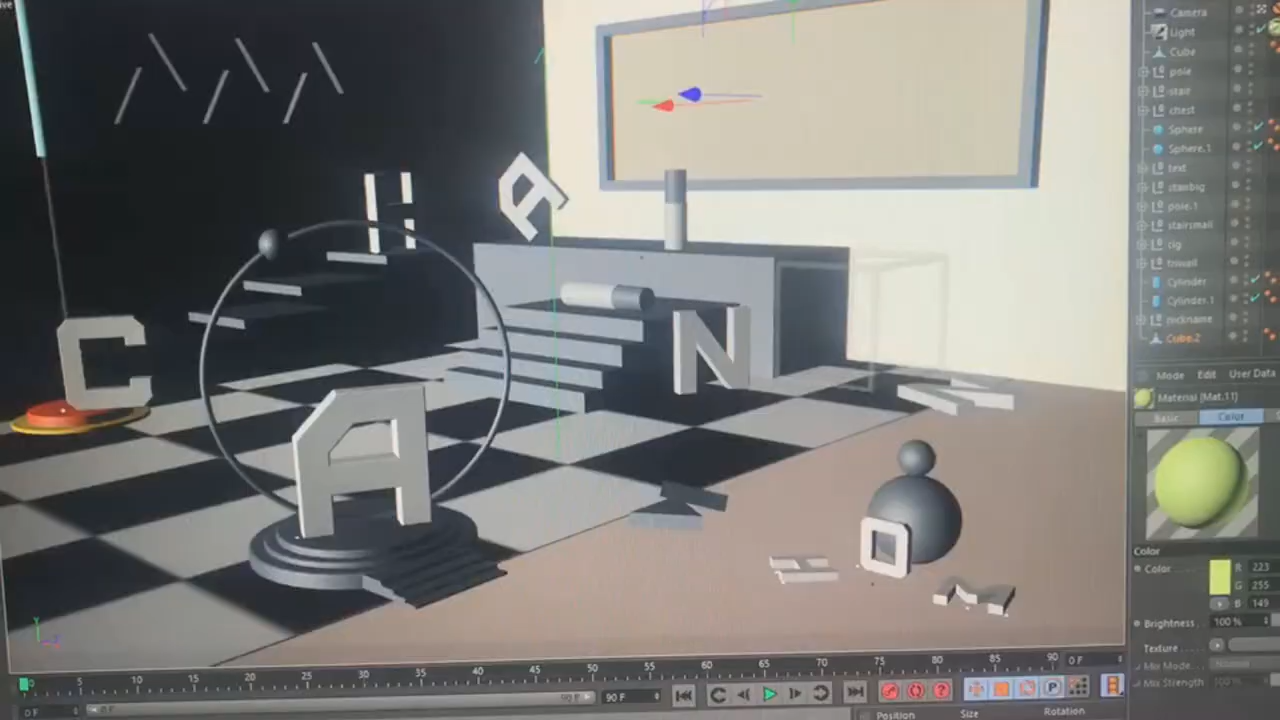 Camera
Light
Cube
pole
stair
chest
Sphere
Sphere.1
text
stairbig
pole.1
stairsmall
Cylinder
Cylinder.1
nickname
Cube.2
H
A
C
N
A
O
Mode Edit User Data
Material [Mat.11]
Basic Color
Color
Color R 223
G 255
B 149
Brightness 100 %
Texture
Mix Mode Normal
Mix Strength 100 %
0 5 10 15 20 25 30 35 40 45 50 55 60 65 70 75 80 85 90 0 F
0 F 0 F 90 F 90 F
Position Size Rotation